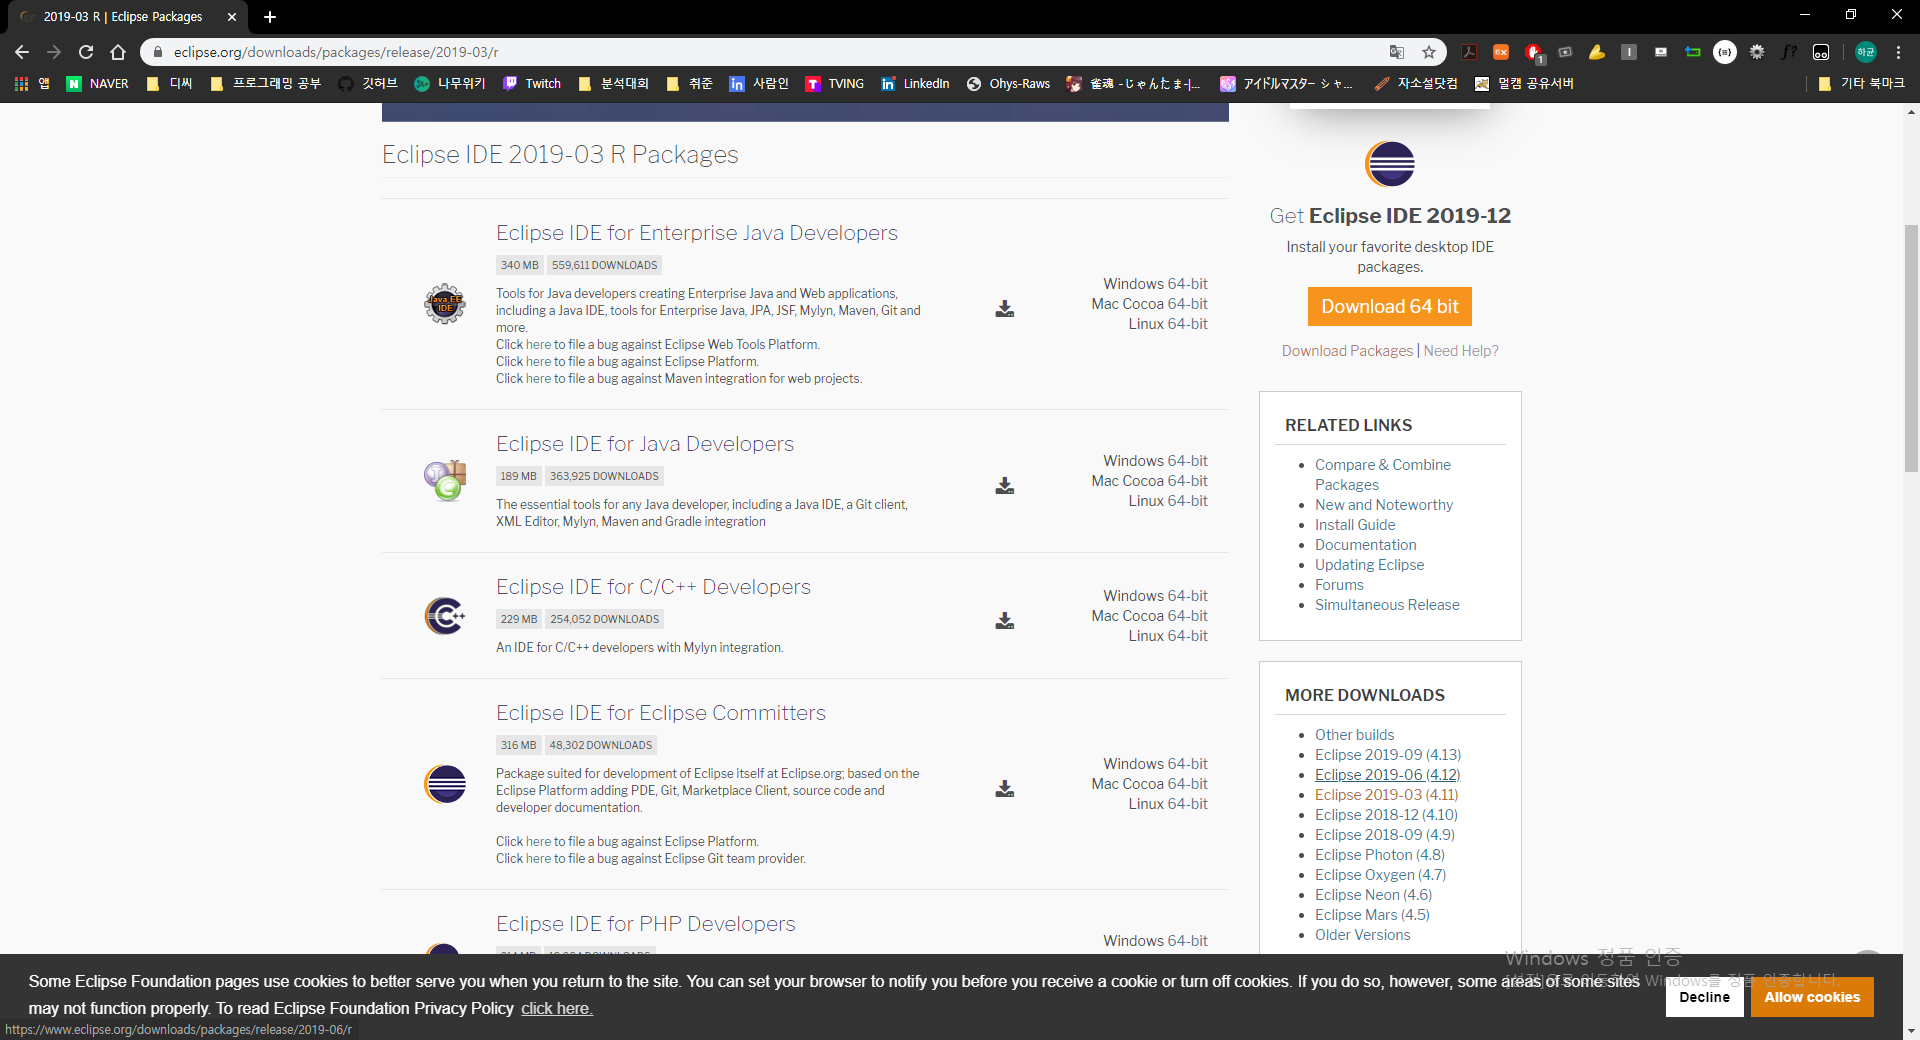 2019-03 R | Eclipse Packages
eclipse.org/downloads/packages/release/2019-03/r
앱 NAVER 디씨 프로그래밍 공부 깃허브 나무위키 Twitch 분석대회 취준 사람인 TVING LinkedIn Ohys-Raws 雀魂 -じゃんたま-|... アイドルマスター シャ... 자소설닷컴 멀캠 공유서버 기타 북마크
Eclipse IDE 2019-03 R Packages
Eclipse IDE for Enterprise Java Developers
340 MB 559,611 DOWNLOADS
Tools for Java developers creating Enterprise Java and Web applications,
including a Java IDE, tools for Enterprise Java, JPA, JSF, Mylyn, Maven, Git and
more.
Click here to file a bug against Eclipse Web Tools Platform.
Click here to file a bug against Eclipse Platform.
Click here to file a bug against Maven integration for web projects.
Java EE
IDE
Windows 64-bit
Mac Cocoa 64-bit
Linux 64-bit
Eclipse IDE for Java Developers
189 MB 363,925 DOWNLOADS
The essential tools for any Java developer, including a Java IDE, a Git client,
XML Editor, Mylyn, Maven and Gradle integration
Windows 64-bit
Mac Cocoa 64-bit
Linux 64-bit
Eclipse IDE for C/C++ Developers
229 MB 254,052 DOWNLOADS
An IDE for C/C++ developers with Mylyn integration.
Windows 64-bit
Mac Cocoa 64-bit
Linux 64-bit
Eclipse IDE for Eclipse Committers
316 MB 48,302 DOWNLOADS
Package suited for development of Eclipse itself at Eclipse.org; based on the
Eclipse Platform adding PDE, Git, Marketplace Client, source code and
developer documentation.
Click here to file a bug against Eclipse Platform.
Click here to file a bug against Eclipse Git team provider.
Windows 64-bit
Mac Cocoa 64-bit
Linux 64-bit
Eclipse IDE for PHP Developers
Windows 64-bit
Get Eclipse IDE 2019-12
Install your favorite desktop IDE
packages.
Download 64 bit
Download Packages | Need Help?
RELATED LINKS
Compare & Combine
Packages
New and Noteworthy
Install Guide
Documentation
Updating Eclipse
Forums
Simultaneous Release
MORE DOWNLOADS
Other builds
Eclipse 2019-09 (4.13)
Eclipse 2019-06 (4.12)
Eclipse 2019-03 (4.11)
Eclipse 2018-12 (4.10)
Eclipse 2018-09 (4.9)
Eclipse Photon (4.8)
Eclipse Oxygen (4.7)
Eclipse Neon (4.6)
Eclipse Mars (4.5)
Older Versions
Windows 정품 인증
Some Eclipse Foundation pages use cookies to better serve you when you return to the site. You can set your browser to notify you before you receive a cookie or turn off cookies. If you do so, however, some areas of some sites
may not function properly. To read Eclipse Foundation Privacy Policy click here.
Decline
Allow cookies
https://www.eclipse.org/downloads/packages/release/2019-06/r